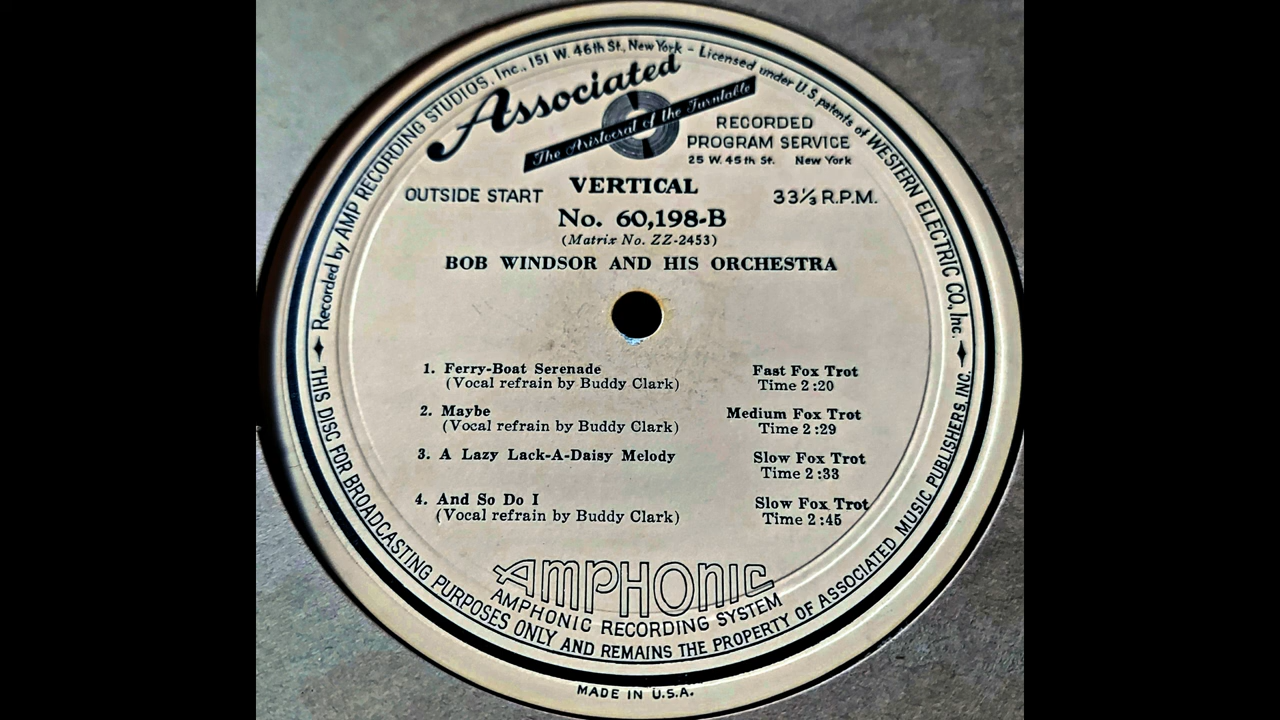 Recorded by AMP RECORDING STUDIOS, Inc., 151 W. 46th St., New York - Licensed under U.S. patents of WESTERN ELECTRIC CO., Inc.
Associated
The Aristocrat of the Turntable
RECORDED
PROGRAM SERVICE
25 W. 45th St. New York
OUTSIDE START
VERTICAL
33⅓ R.P.M.
No. 60,198-B
(Matrix No. ZZ-2453)
BOB WINDSOR AND HIS ORCHESTRA
1. Ferry-Boat Serenade Fast Fox Trot
(Vocal refrain by Buddy Clark) Time 2:20
2. Maybe Medium Fox Trot
(Vocal refrain by Buddy Clark) Time 2:29
3. A Lazy Lack-A-Daisy Melody Slow Fox Trot
Time 2:33
4. And So Do I Slow Fox Trot
(Vocal refrain by Buddy Clark) Time 2:45
AMPHONIC
AMPHONIC RECORDING SYSTEM
THIS DISC FOR BROADCASTING PURPOSES ONLY AND REMAINS THE PROPERTY OF ASSOCIATED MUSIC PUBLISHERS, INC.
MADE IN U.S.A.